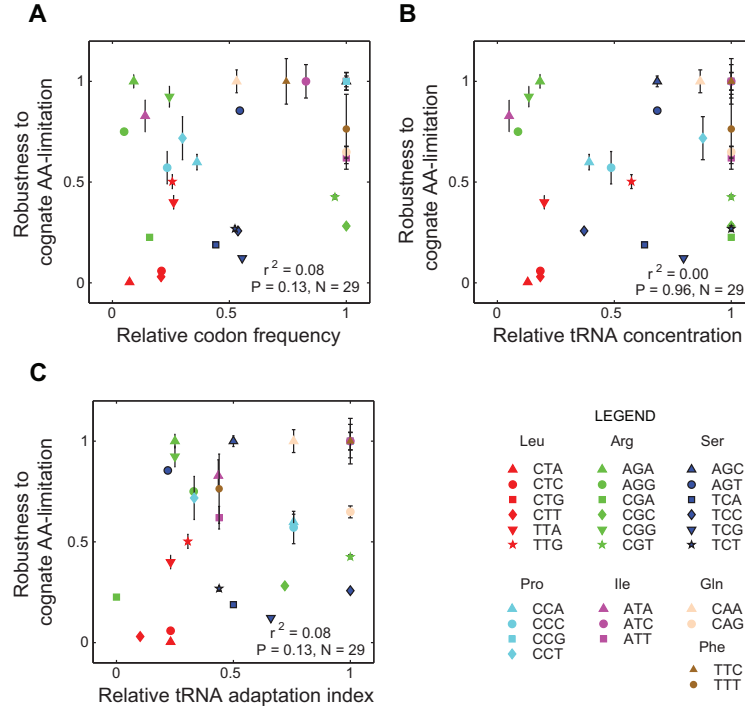 A
Robustness to
cognate AA-limitation
1
0.5
0
0
0.5
1
r² = 0.08
P = 0.13, N = 29
Relative codon frequency
B
Robustness to
cognate AA-limitation
1
0.5
0
0
0.5
1
r² = 0.00
P = 0.96, N = 29
Relative tRNA concentration
C
Robustness to
cognate AA-limitation
1
0.5
0
0
0.5
1
r² = 0.08
P = 0.13, N = 29
Relative tRNA adaptation index
LEGEND
Leu
CTA
CTC
CTG
CTT
TTA
TTG
Arg
AGA
AGG
CGA
CGC
CGG
CGT
Ser
AGC
AGT
TCA
TCC
TCG
TCT
Pro
CCA
CCC
CCG
CCT
Ile
ATA
ATC
ATT
Gln
CAA
CAG
Phe
TTC
TTT